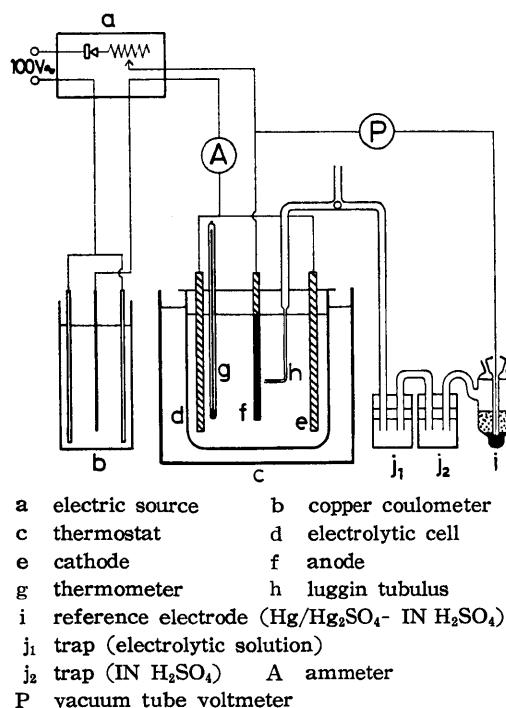 a
100V~
A
P
g
h
d
f
e
j₁
j₂
i
b
c
a electric source b copper coulometer
c thermostat d electrolytic cell
e cathode f anode
g thermometer h luggin tubulus
i reference electrode (Hg/Hg₂SO₄- IN H₂SO₄)
j₁ trap (electrolytic solution)
j₂ trap (IN H₂SO₄) A ammeter
P vacuum tube voltmeter